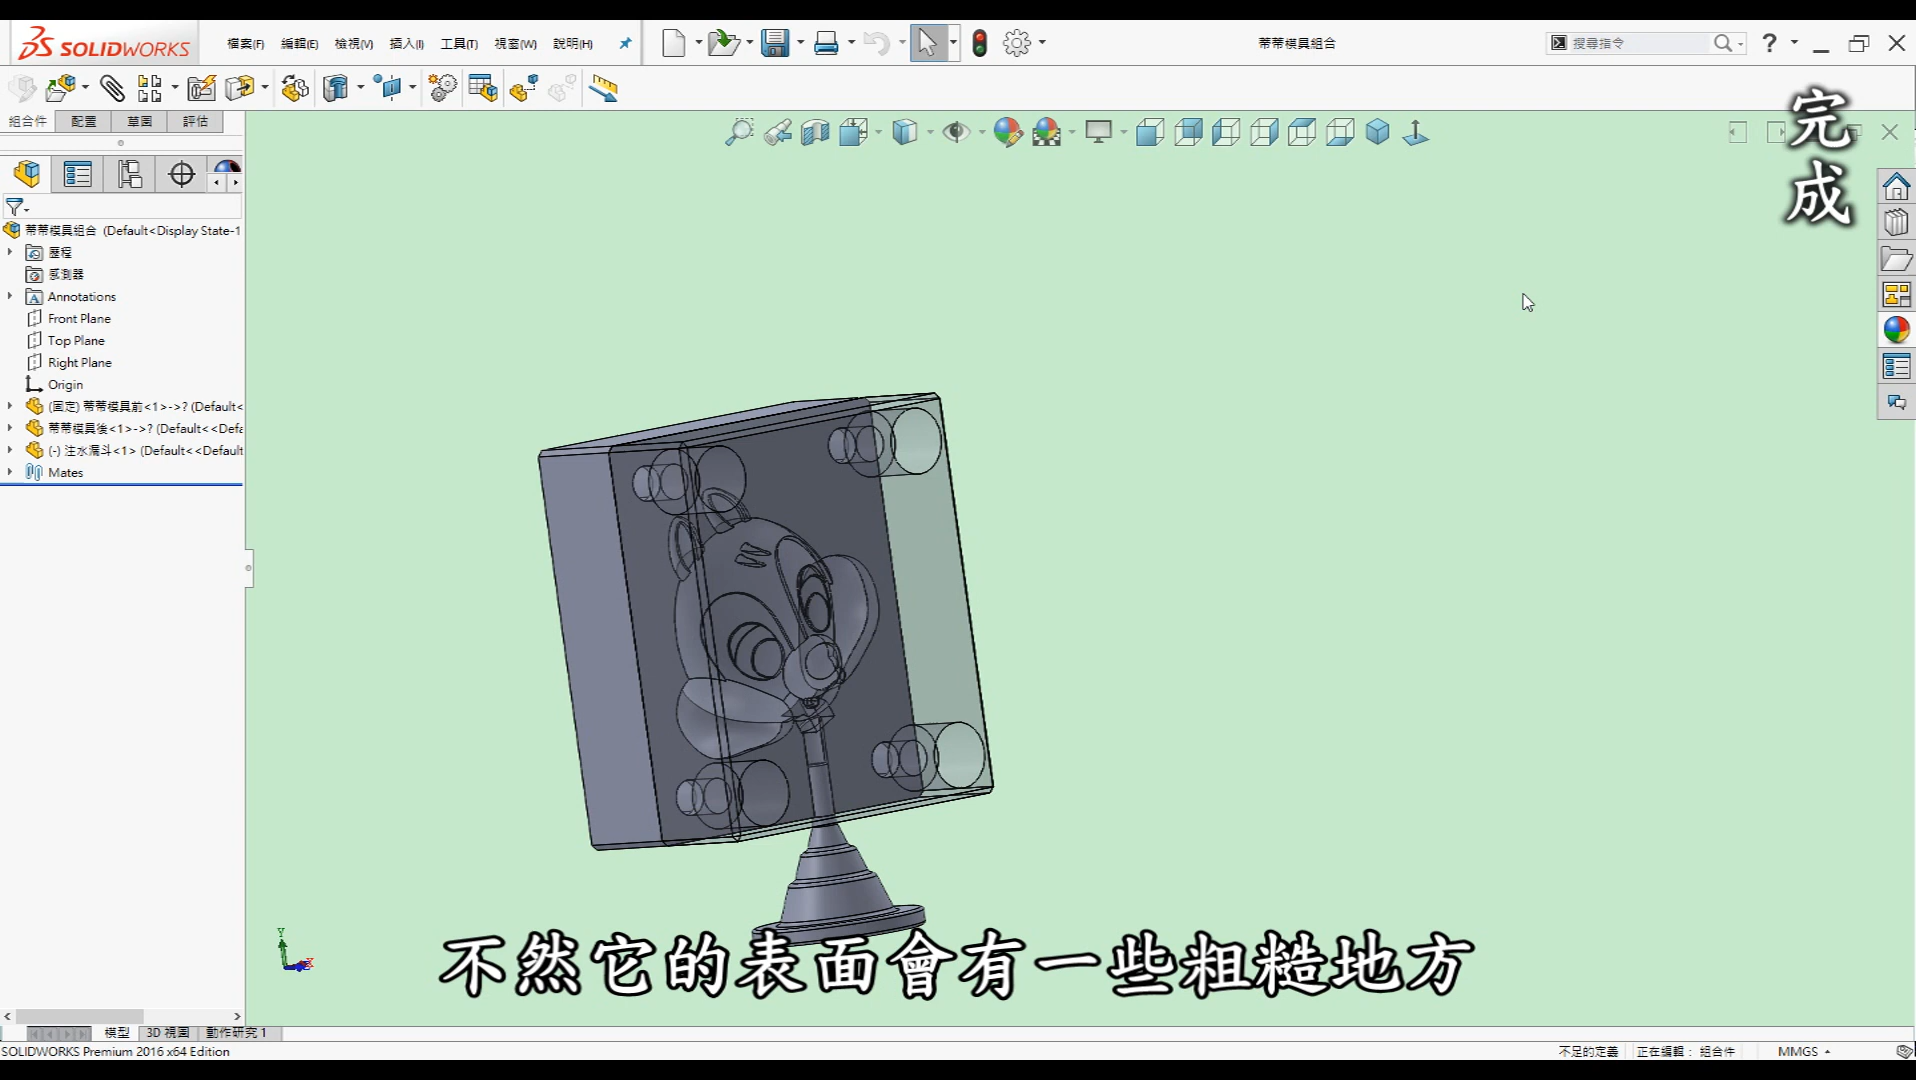 SOLIDWORKS
檔案(F) 編輯(E) 檢視(V) 插入(I) 工具(T) 視窗(W) 說明(H)
蒂蒂模具組合
搜尋指令
完成
組合件 配置 草圖 評估
蒂蒂模具組合 (Default<Display State-1
歷程
感測器
Annotations
Front Plane
Top Plane
Right Plane
Origin
(固定) 蒂蒂模具前<1>->? (Default<
蒂蒂模具後<1>->? (Default<<Defa
(-) 注水漏斗<1> (Default<<Default
Mates
不然它的表面會有一些粗糙地方
模型 3D 視圖 動作研究 1
SOLIDWORKS Premium 2016 x64 Edition
不足的定義 正在編輯： 組合件 MMGS